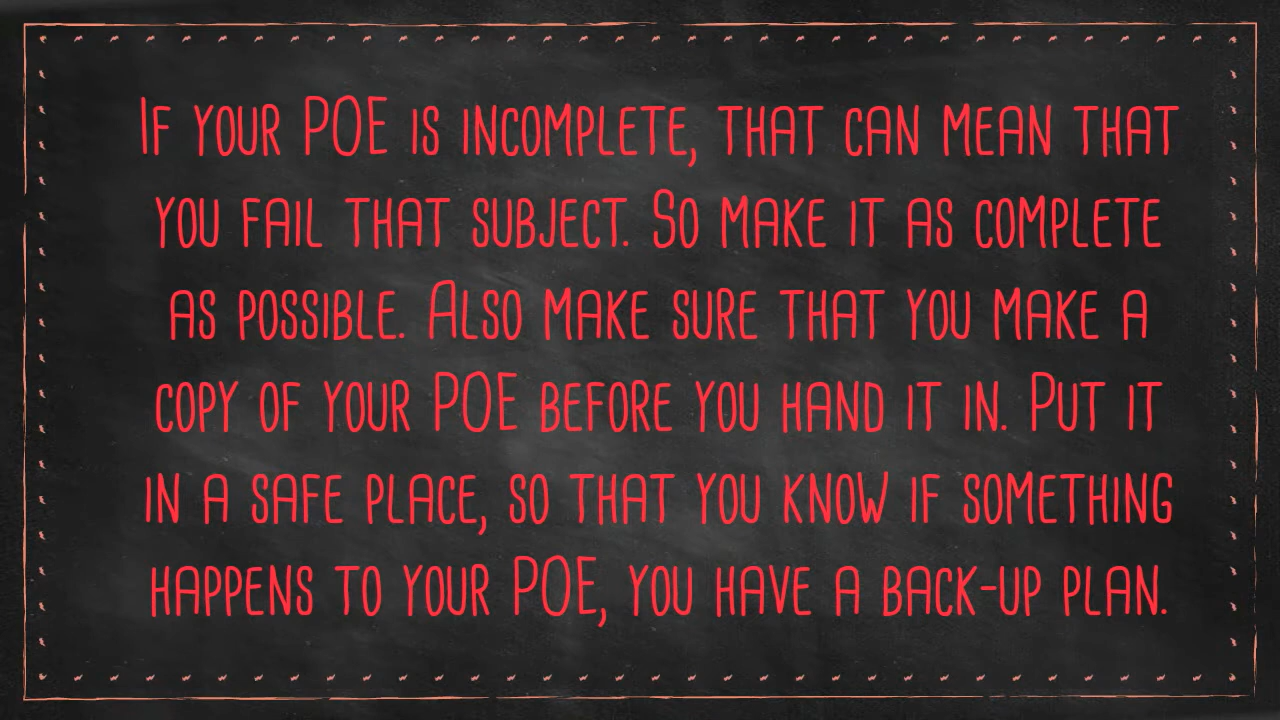 If your POE is incomplete, that can mean that
you fail that subject. So make it as complete
as possible. Also make sure that you make a
copy of your POE before you hand it in. Put it
in a safe place, so that you know if something
happens to your POE, you have a back-up plan.